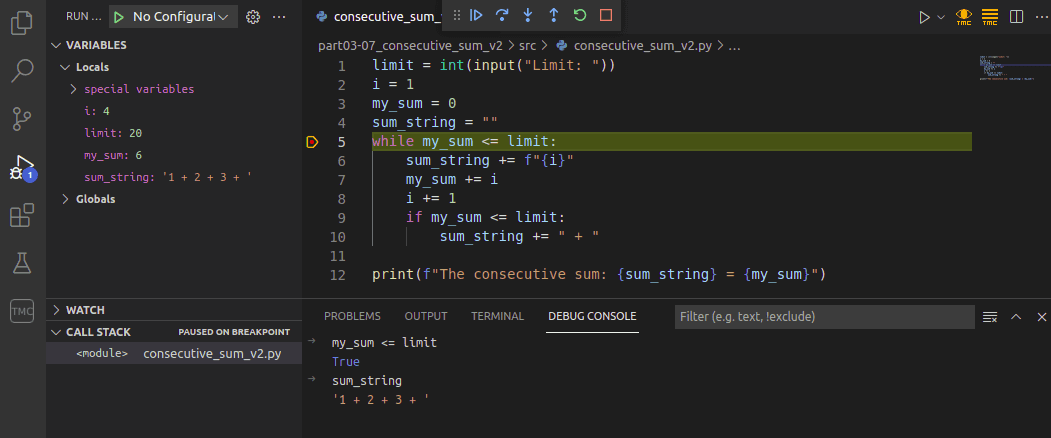 RUN ... No Configurat
VARIABLES
Locals
special variables
i: 4
limit: 20
my_sum: 6
sum_string: '1 + 2 + 3 + '
Globals
1
TMC
WATCH
CALL STACK PAUSED ON BREAKPOINT
<module> consecutive_sum_v2.py
consecutive_sum_
TMC TMC
part03-07_consecutive_sum_v2 > src > consecutive_sum_v2.py > ...
1 limit = int(input("Limit: "))
2 i = 1
3 my_sum = 0
4 sum_string = ""
5 while my_sum <= limit:
6 sum_string += f"{i}"
7 my_sum += i
8 i += 1
9 if my_sum <= limit:
10 sum_string += " + "
11
12 print(f"The consecutive sum: {sum_string} = {my_sum}")
PROBLEMS OUTPUT TERMINAL DEBUG CONSOLE Filter (e.g. text, !exclude)
my_sum <= limit
True
sum_string
'1 + 2 + 3 + '